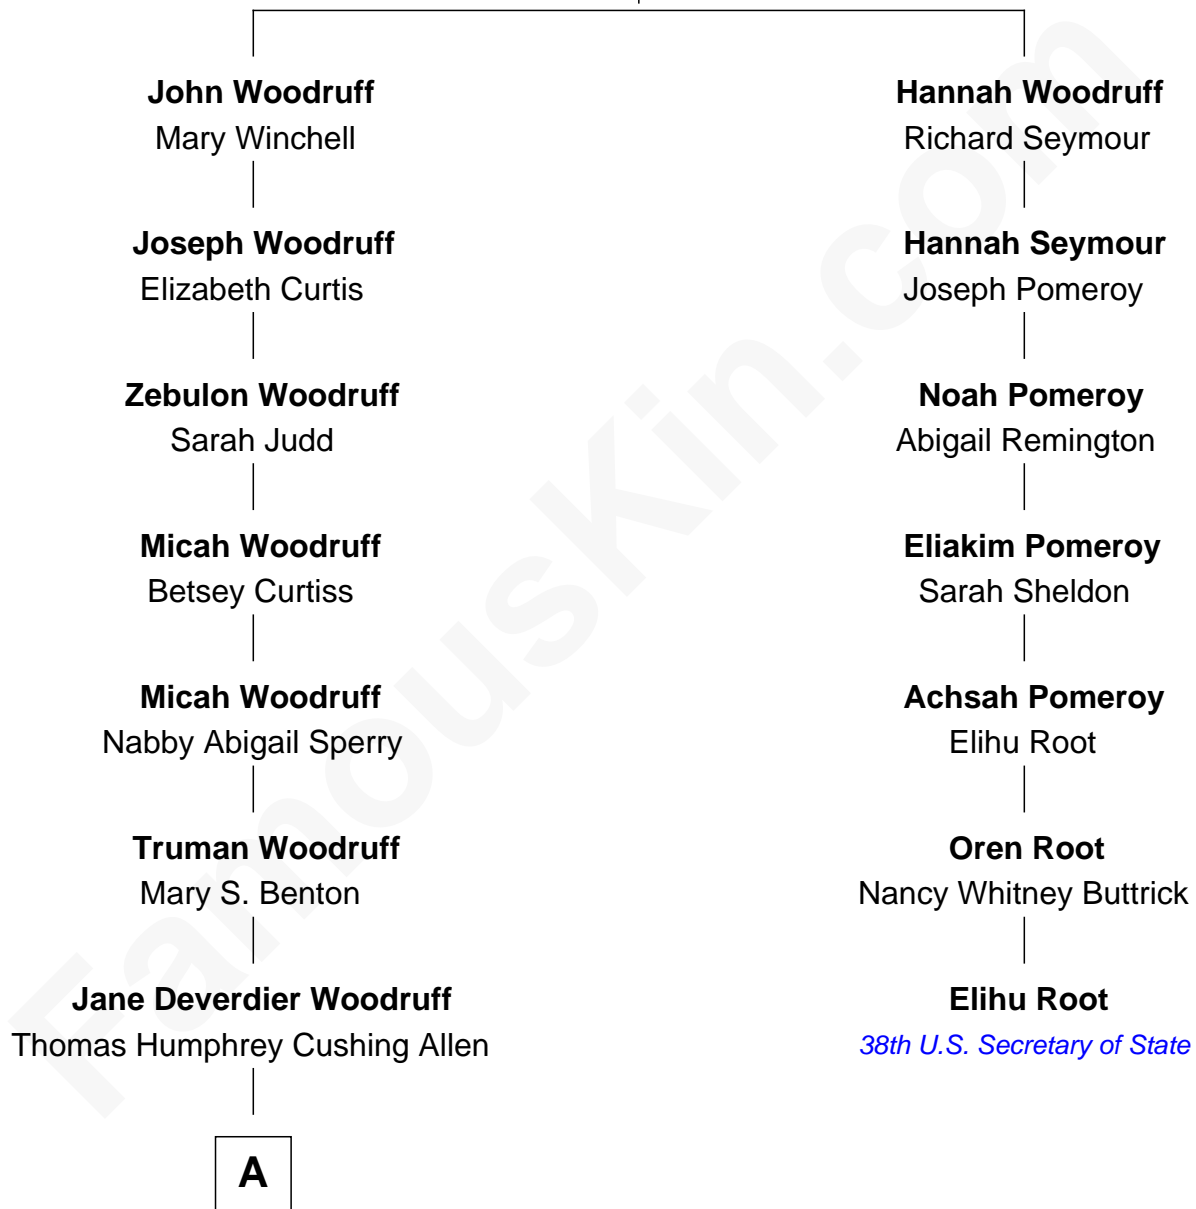 John Woodruff
Mary Winchell
Joseph Woodruff
Elizabeth Curtis
Zebulon Woodruff
Sarah Judd
Micah Woodruff
Betsey Curtiss
Micah Woodruff
Nabby Abigail Sperry
Truman Woodruff
Mary S. Benton
Jane Deverdier Woodruff
Thomas Humphrey Cushing Allen
A
Hannah Woodruff
Richard Seymour
Hannah Seymour
Joseph Pomeroy
Noah Pomeroy
Abigail Remington
Eliakim Pomeroy
Sarah Sheldon
Achsah Pomeroy
Elihu Root
Oren Root
Nancy Whitney Buttrick
Elihu Root
38th U.S. Secretary of State
FamousKin.com